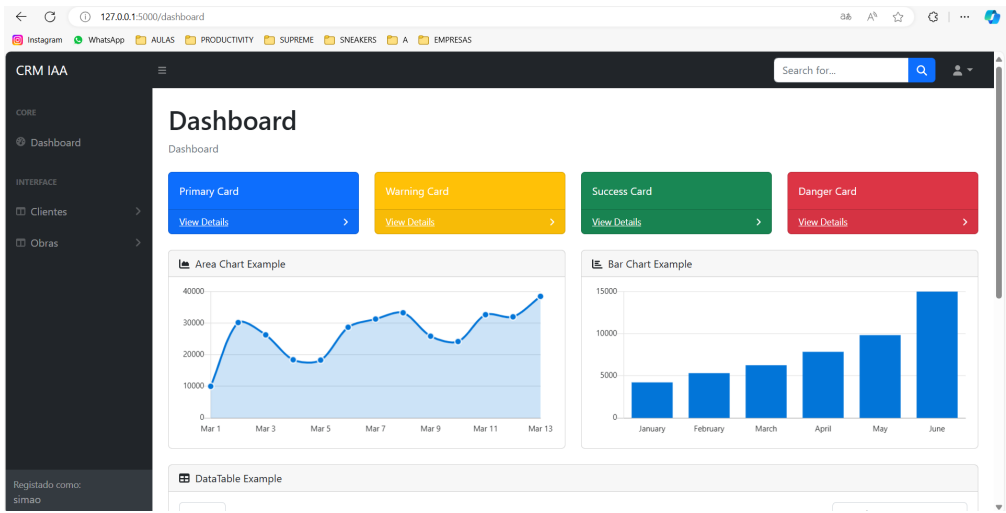 127.0.0.1:5000/dashboard
Instagram WhatsApp AULAS PRODUCTIVITY SUPREME SNEAKERS A EMPRESAS
CRM IAA
Search for...
CORE
Dashboard
INTERFACE
Clientes
Obras
Registado como:
simao
Dashboard
Dashboard
Primary Card
View Details
Warning Card
View Details
Success Card
View Details
Danger Card
View Details
Area Chart Example
40000
30000
20000
10000
0
Mar 1 Mar 3 Mar 5 Mar 7 Mar 9 Mar 11 Mar 13
Bar Chart Example
15000
10000
5000
0
January February March April May June
DataTable Example